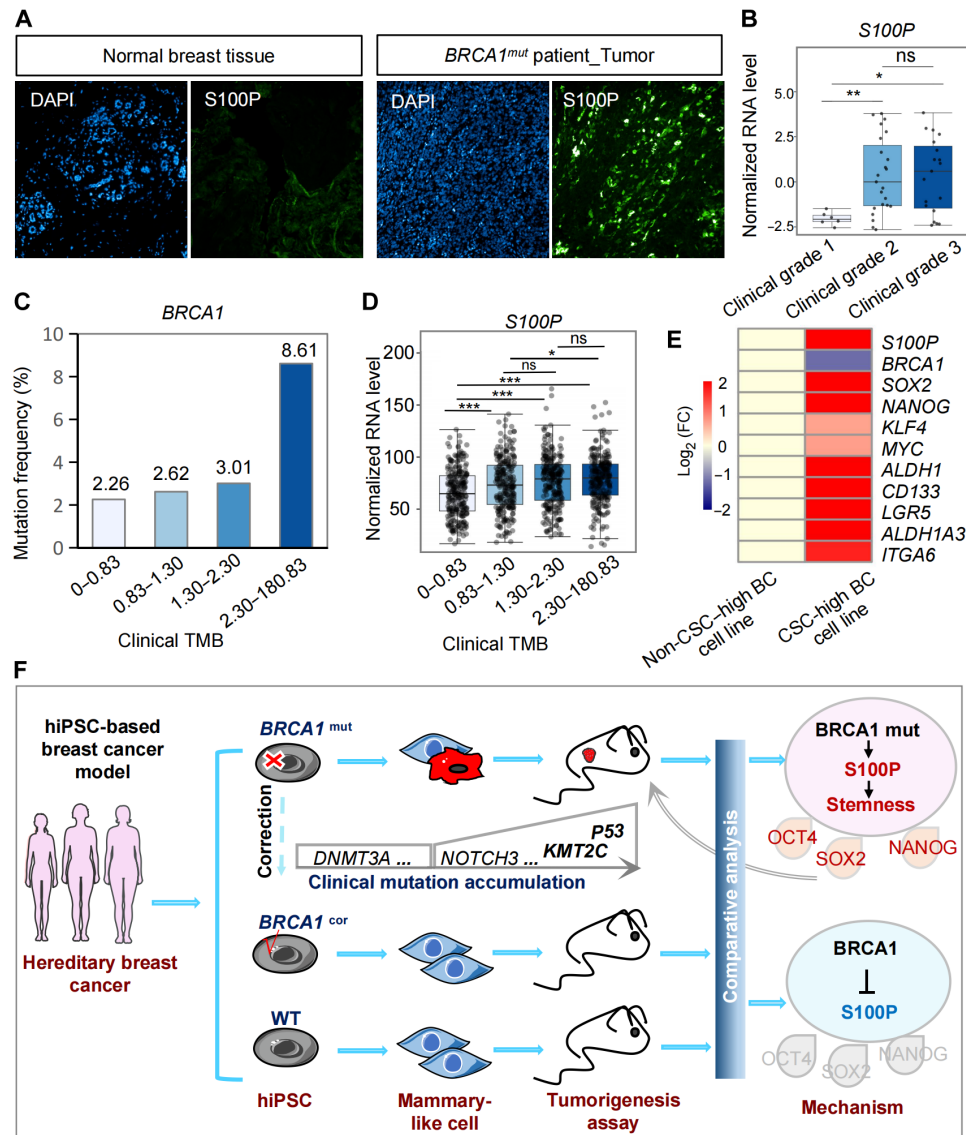 A
Normal breast tissue
BRCA1mut patient_Tumor
DAPI
S100P
DAPI
S100P
B
S100P
ns
*
**
Normalized RNA level
5.0
2.5
0.0
−2.5
Clinical grade 1
Clinical grade 2
Clinical grade 3
C
BRCA1
Mutation frequency (%)
10
8
6
4
2
0
2.26
2.62
3.01
8.61
0–0.83
0.83–1.30
1.30–2.30
2.30–180.83
Clinical TMB
D
S100P
Normalized RNA level
200
150
100
50
ns
*
ns
***
***
***
0–0.83
0.83–1.30
1.30–2.30
2.30–180.83
Clinical TMB
E
Log2 (FC)
2
1
0
−1
−2
S100P
BRCA1
SOX2
NANOG
KLF4
MYC
ALDH1
CD133
LGR5
ALDH1A3
ITGA6
Non-CSC–high BC
cell line
CSC–high BC
cell line
F
hiPSC-based
breast cancer
model
Hereditary breast
cancer
BRCA1 mut
Correction
DNMT3A ...
NOTCH3 ...
P53
KMT2C
Clinical mutation accumulation
BRCA1 cor
WT
hiPSC
Mammary-
like cell
Tumorigenesis
assay
Comparative analysis
BRCA1 mut
S100P
Stemness
OCT4
SOX2
NANOG
BRCA1
S100P
OCT4
SOX2
NANOG
Mechanism